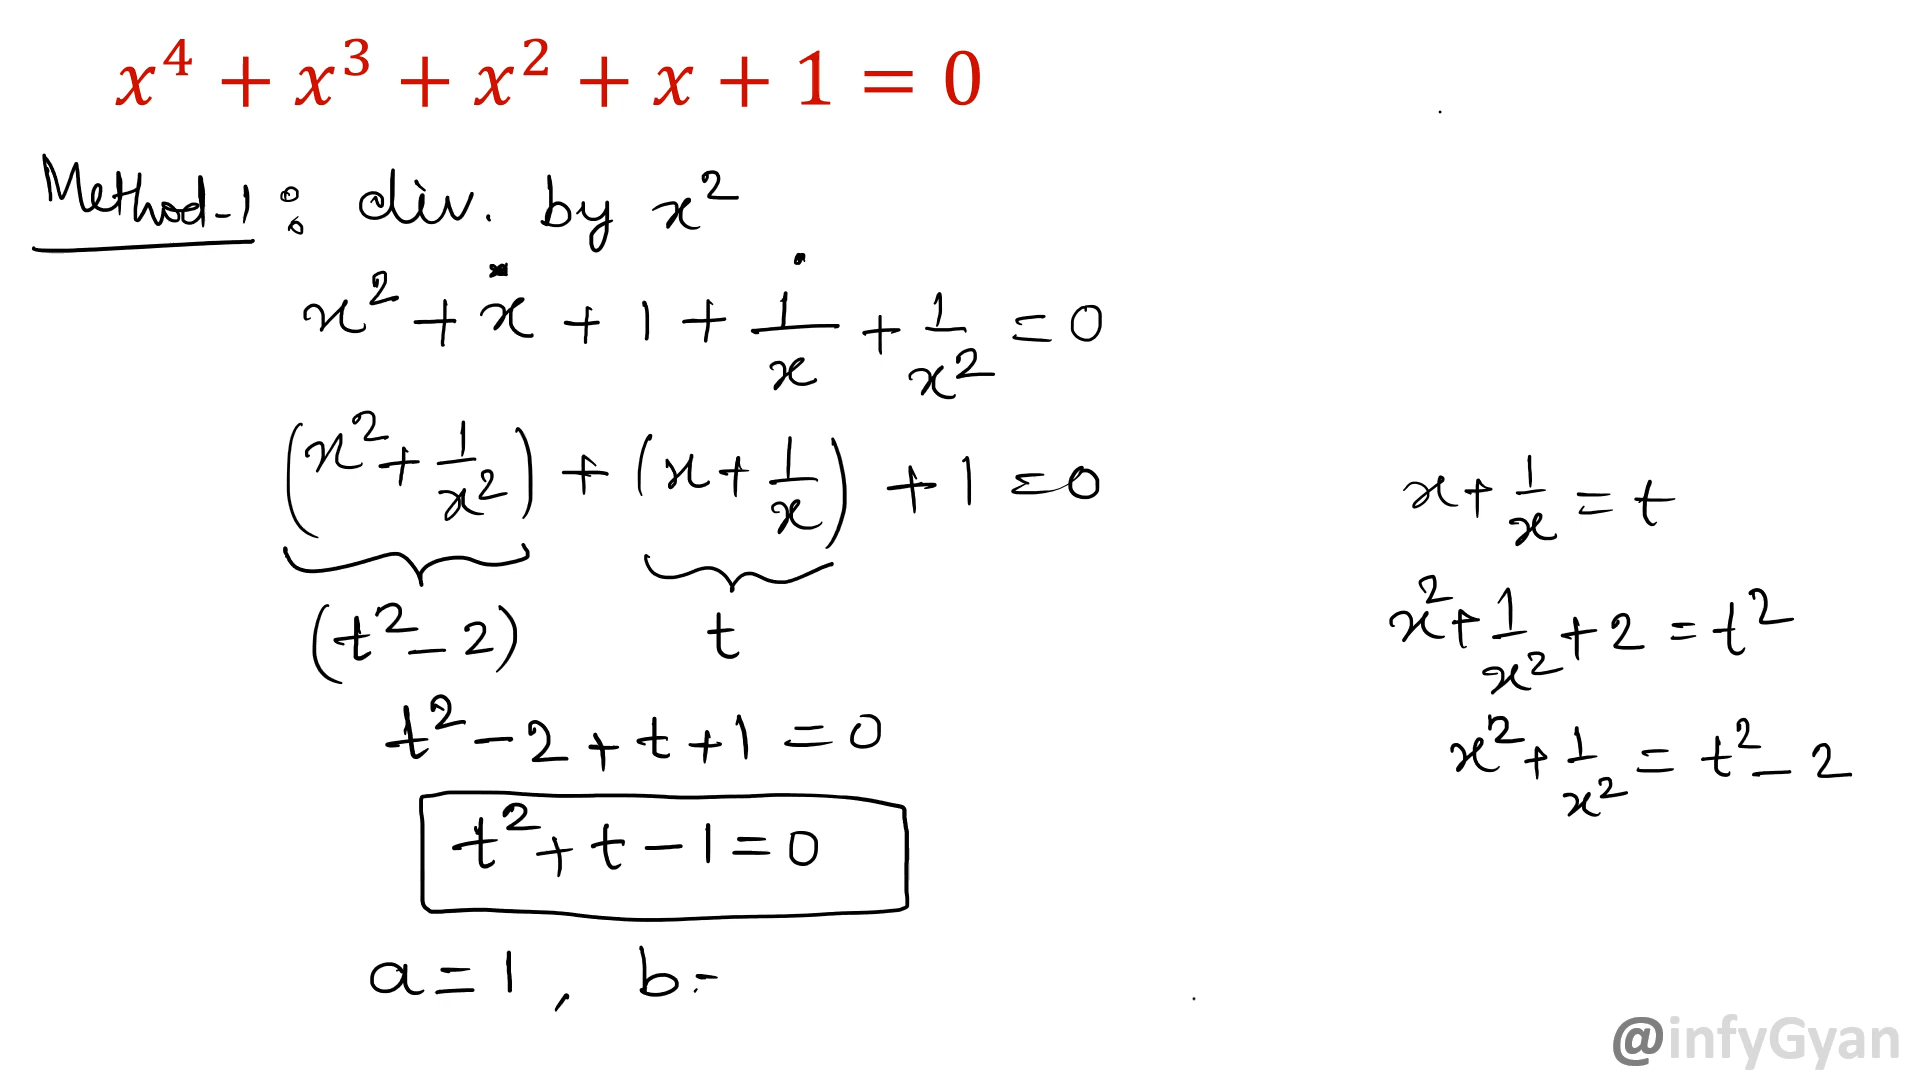 x⁴ + x³ + x² + x + 1 = 0
Method-1 : div. by x²
x² + x + 1 + 1/x + 1/x² = 0
(x² + 1/x²) + (x + 1/x) + 1 = 0
(t² - 2) t
t² - 2 + t + 1 = 0
t² + t - 1 = 0
a = 1 , b =
x + 1/x = t
x² + 1/x² + 2 = t²
x² + 1/x² = t² - 2
@infyGyan